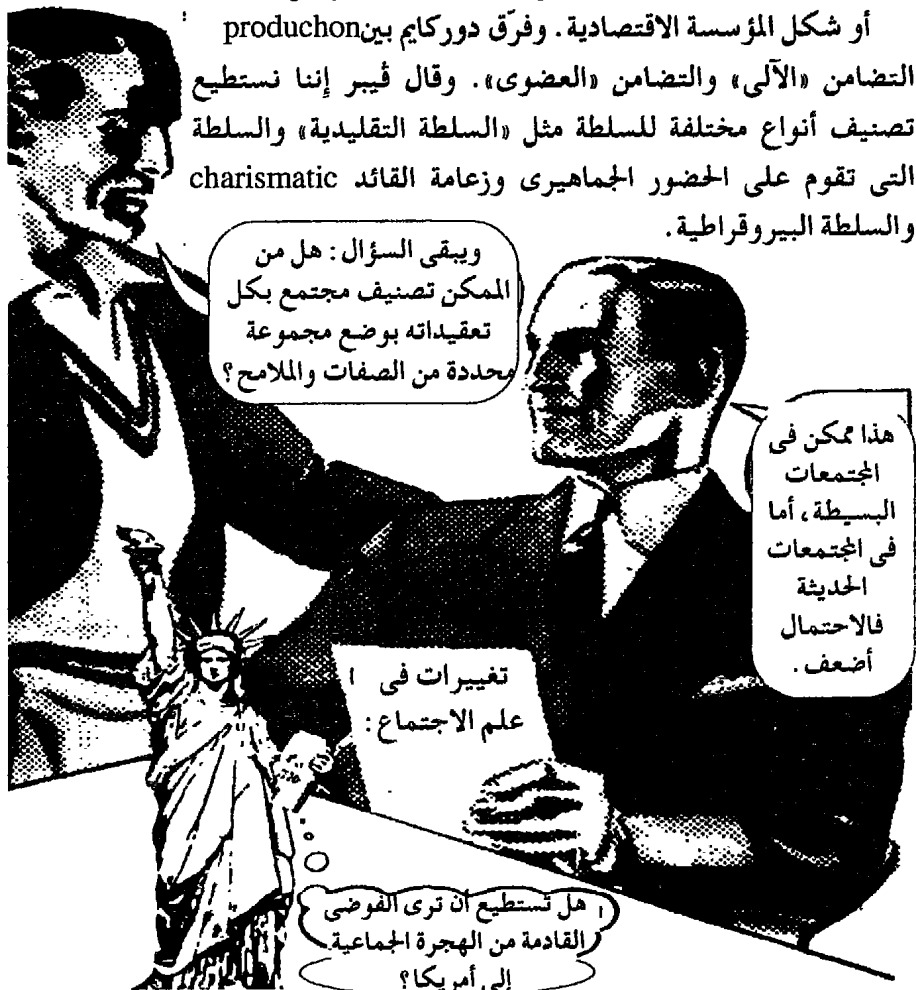 أو شكل المؤسسة الاقتصادية. وفرّق دوركايم بين produchon
التضامن «الآلى» والتضامن «العضوى». وقال ڤيبر إننا نستطيع
تصنيف أنواع مختلفة للسلطة مثل «السلطة التقليدية» والسلطة
التى تقوم على الحضور الجماهيرى وزعامة القائد charismatic
والسلطة البيروقراطية.
ويبقى السؤال: هل من
الممكن تصنيف مجتمع بكل
تعقيداته بوضع مجموعة
محددة من الصفات والملامح؟
هذا ممكن فى
المجتمعات
البسيطة، أما
فى المجتمعات
الحديثة
فالاحتمال
أضعف.
تغييرات فى
علم الاجتماع:
هل تستطيع أن ترى الفوضى
القادمة من الهجرة الجماعية
إلى أمريكا؟